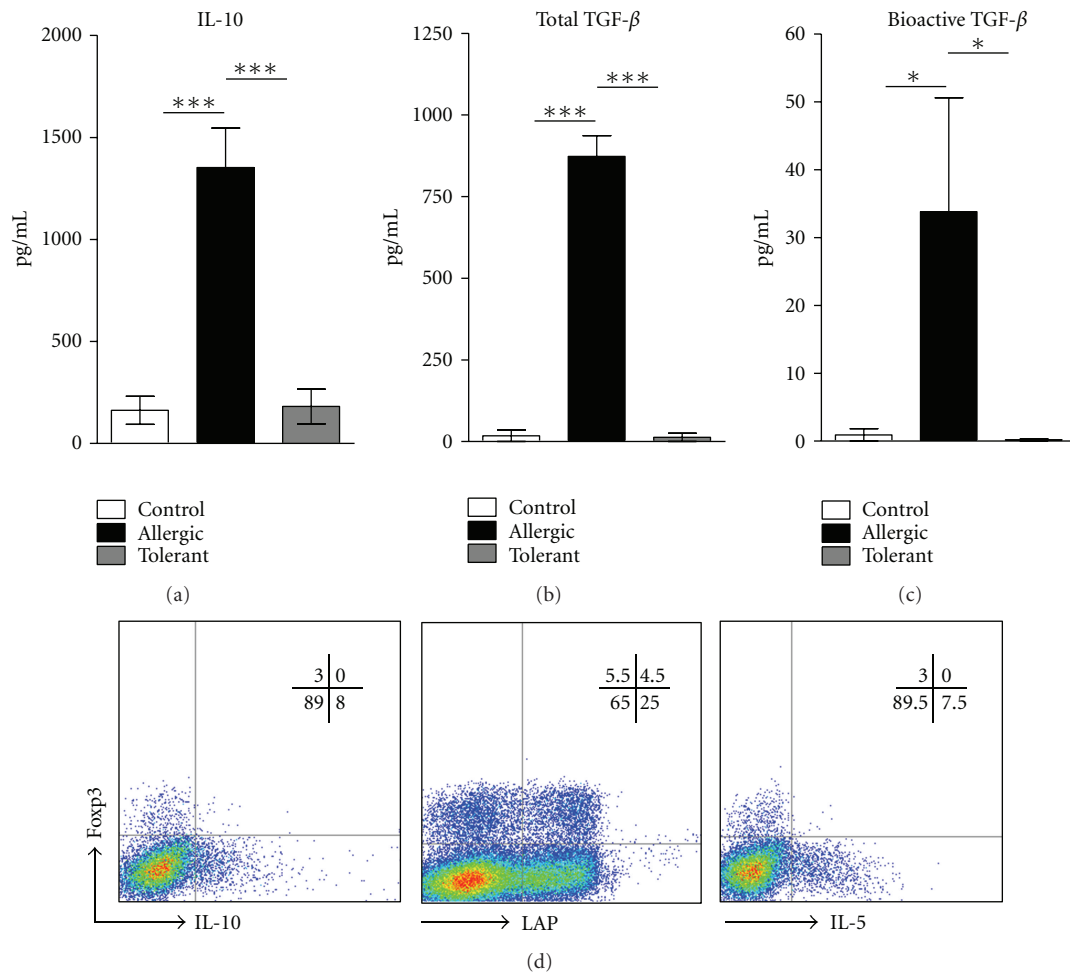 IL-10
2000
1500
1000
500
0
pg/mL
***
***
Control
Allergic
Tolerant
(a)
Total TGF-β
1250
1000
750
500
250
0
pg/mL
***
***
Control
Allergic
Tolerant
(b)
Bioactive TGF-β
60
50
40
30
20
10
0
pg/mL
*
*
Control
Allergic
Tolerant
(c)
3 0
89 8
Foxp3
IL-10
5.5 4.5
65 25
LAP
3 0
89.5 7.5
IL-5
(d)